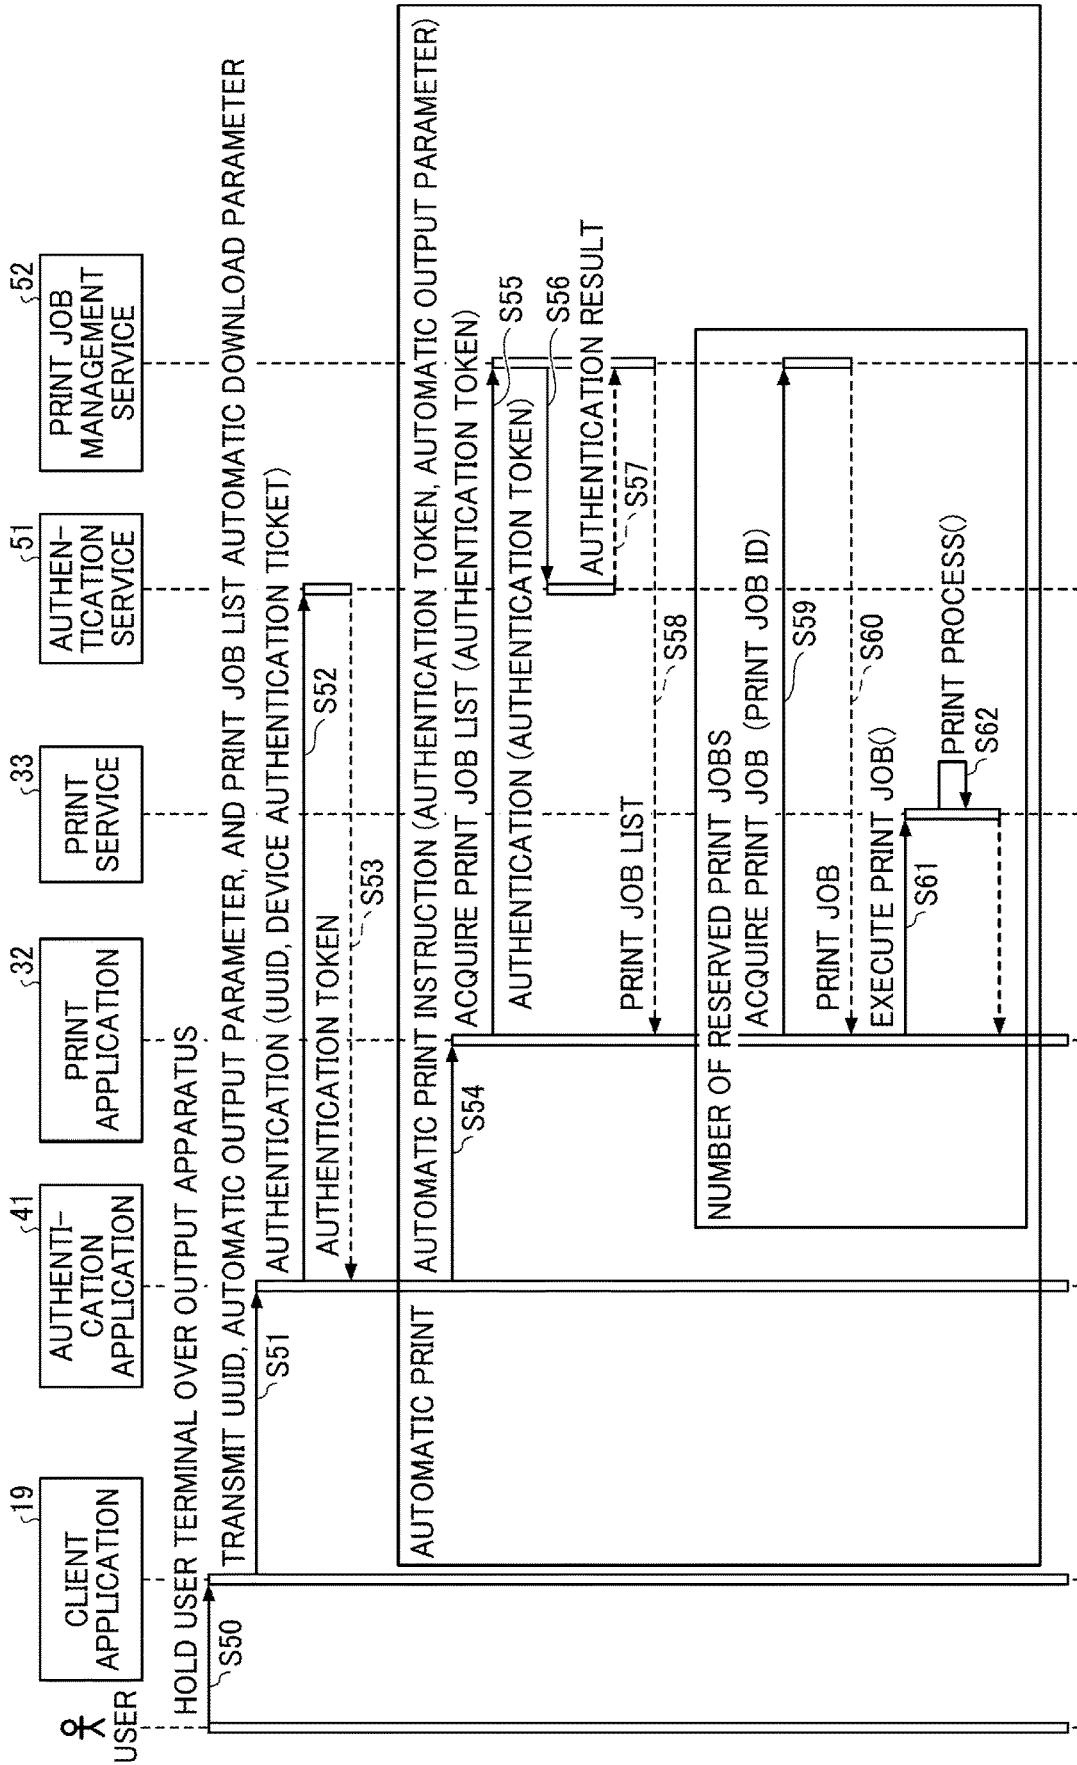 USER
19
CLIENT
APPLICATION
41
AUTHENTI-
CATION
APPLICATION
32
PRINT
APPLICATION
33
PRINT
SERVICE
51
AUTHEN-
TICATION
SERVICE
52
PRINT JOB
MANAGEMENT
SERVICE
HOLD USER TERMINAL OVER OUTPUT APPARATUS
S50
TRANSMIT UUID, AUTOMATIC OUTPUT PARAMETER, AND PRINT JOB LIST AUTOMATIC DOWNLOAD PARAMETER
S51
AUTHENTICATION (UUID, DEVICE AUTHENTICATION TICKET)
S52
AUTHENTICATION TOKEN
S53
AUTOMATIC PRINT
AUTOMATIC PRINT INSTRUCTION (AUTHENTICATION TOKEN, AUTOMATIC OUTPUT PARAMETER)
S54
ACQUIRE PRINT JOB LIST (AUTHENTICATION TOKEN)
S55
AUTHENTICATION (AUTHENTICATION TOKEN)
S56
AUTHENTICATION RESULT
S57
PRINT JOB LIST
S58
NUMBER OF RESERVED PRINT JOBS
ACQUIRE PRINT JOB (PRINT JOB ID)
S59
PRINT JOB
S60
EXECUTE PRINT JOB()
S61
PRINT PROCESS()
S62